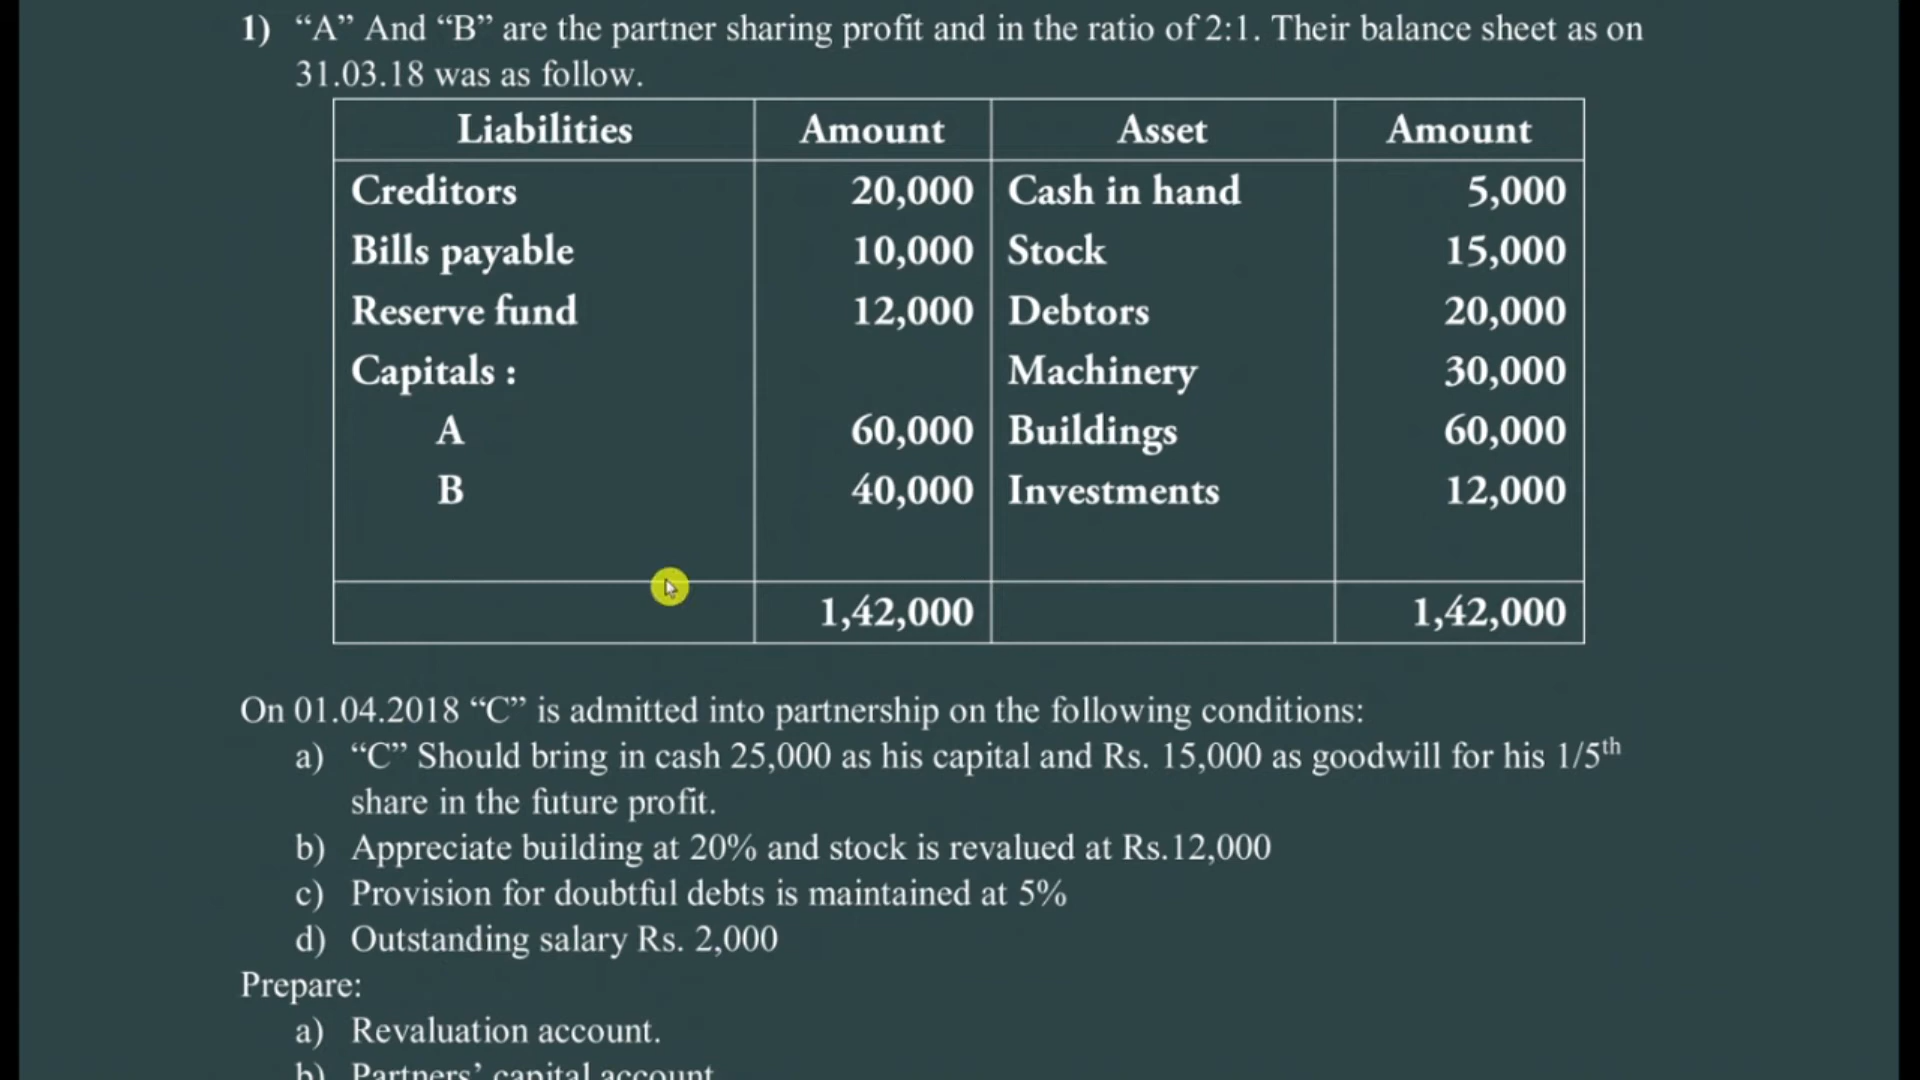 1) “A” And “B” are the partner sharing profit and in the ratio of 2:1. Their balance sheet as on
31.03.18 was as follow.
Liabilities Amount Asset Amount
Creditors 20,000 Cash in hand 5,000
Bills payable 10,000 Stock 15,000
Reserve fund 12,000 Debtors 20,000
Capitals : Machinery 30,000
A 60,000 Buildings 60,000
B 40,000 Investments 12,000
1,42,000 1,42,000
On 01.04.2018 “C” is admitted into partnership on the following conditions:
a) “C” Should bring in cash 25,000 as his capital and Rs. 15,000 as goodwill for his 1/5th
share in the future profit.
b) Appreciate building at 20% and stock is revalued at Rs.12,000
c) Provision for doubtful debts is maintained at 5%
d) Outstanding salary Rs. 2,000
Prepare:
a) Revaluation account.
b) Partners’ capital account